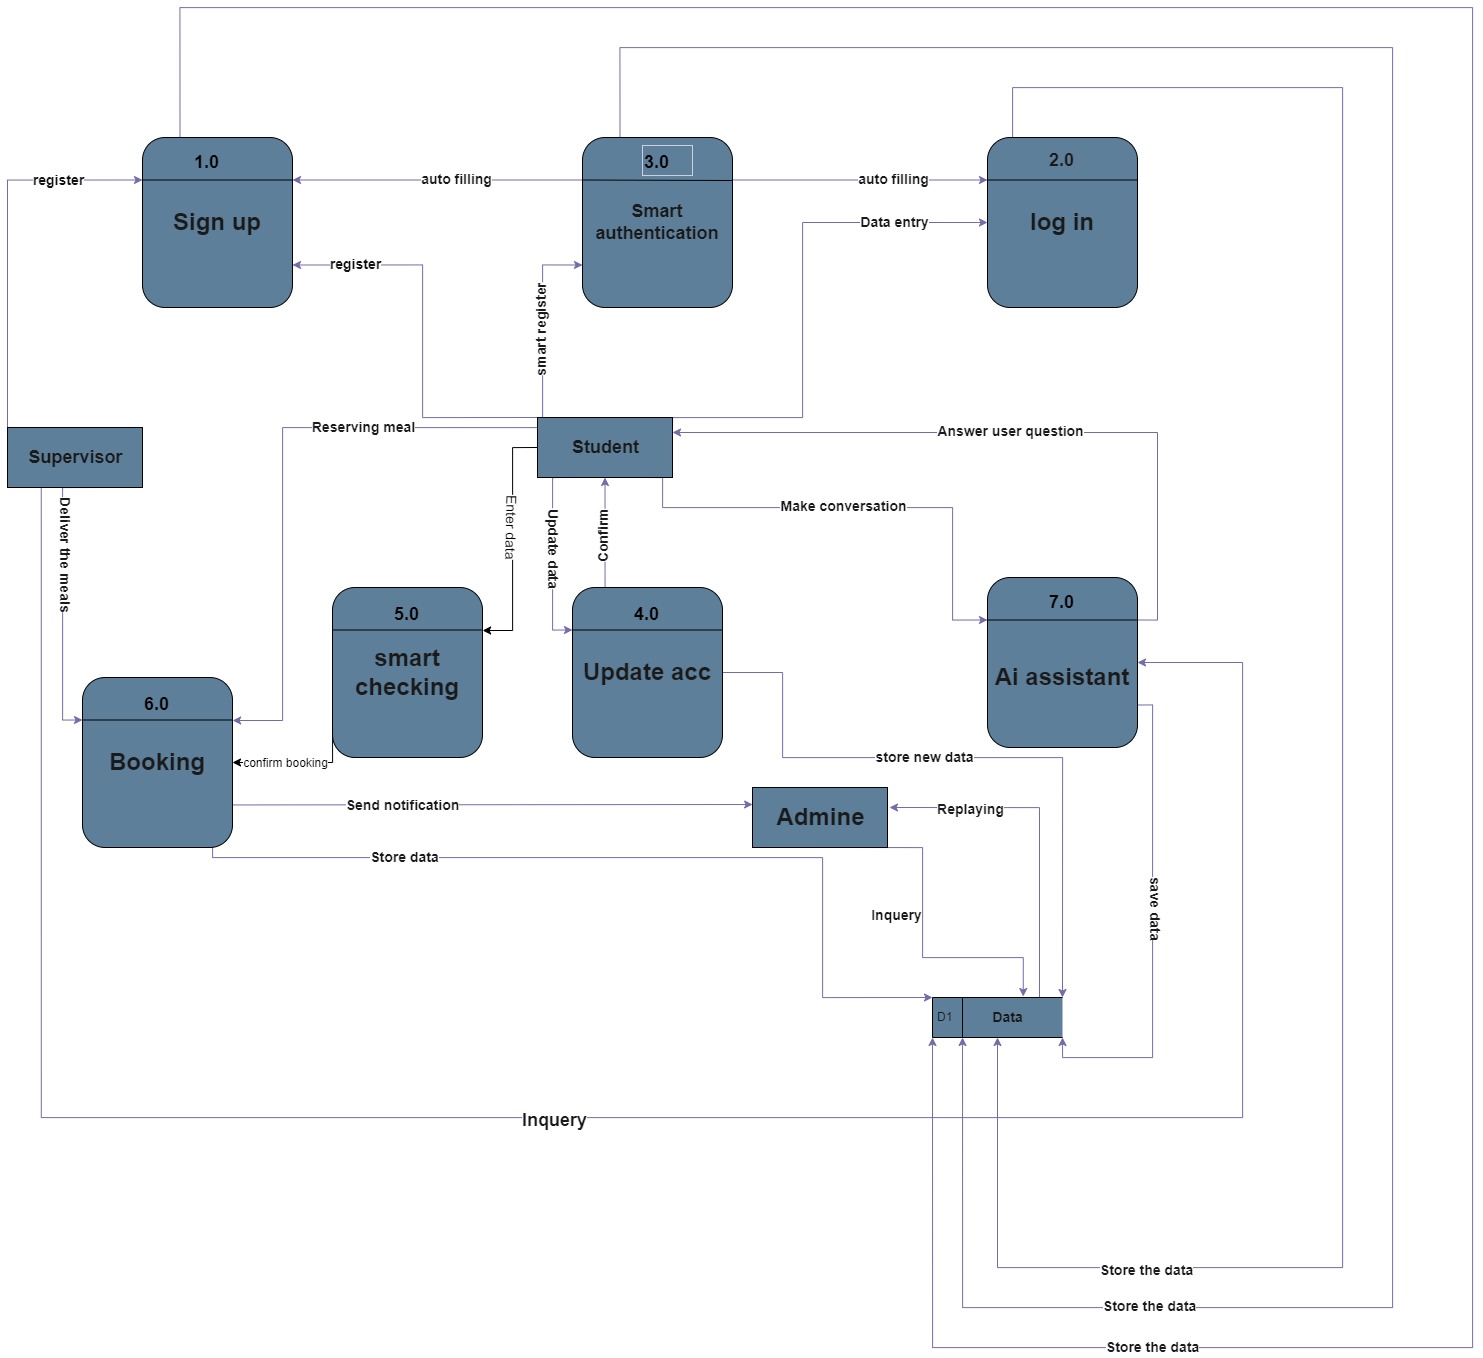 1.0
3.0
2.0
register
auto filling
auto filling
Sign up
Smart
authentication
log in
Data entry
register
smart register
Reserving meal
Student
Answer user question
Supervisor
Deliver the meals
Enter data
Update data
Confirm
Make conversation
5.0
4.0
7.0
smart
checking
Update acc
Ai assistant
6.0
Booking
confirm booking
store new data
Send notification
Admine
Replaying
Store data
save data
Inquery
D1
Data
Inquery
Store the data
Store the data
Store the data